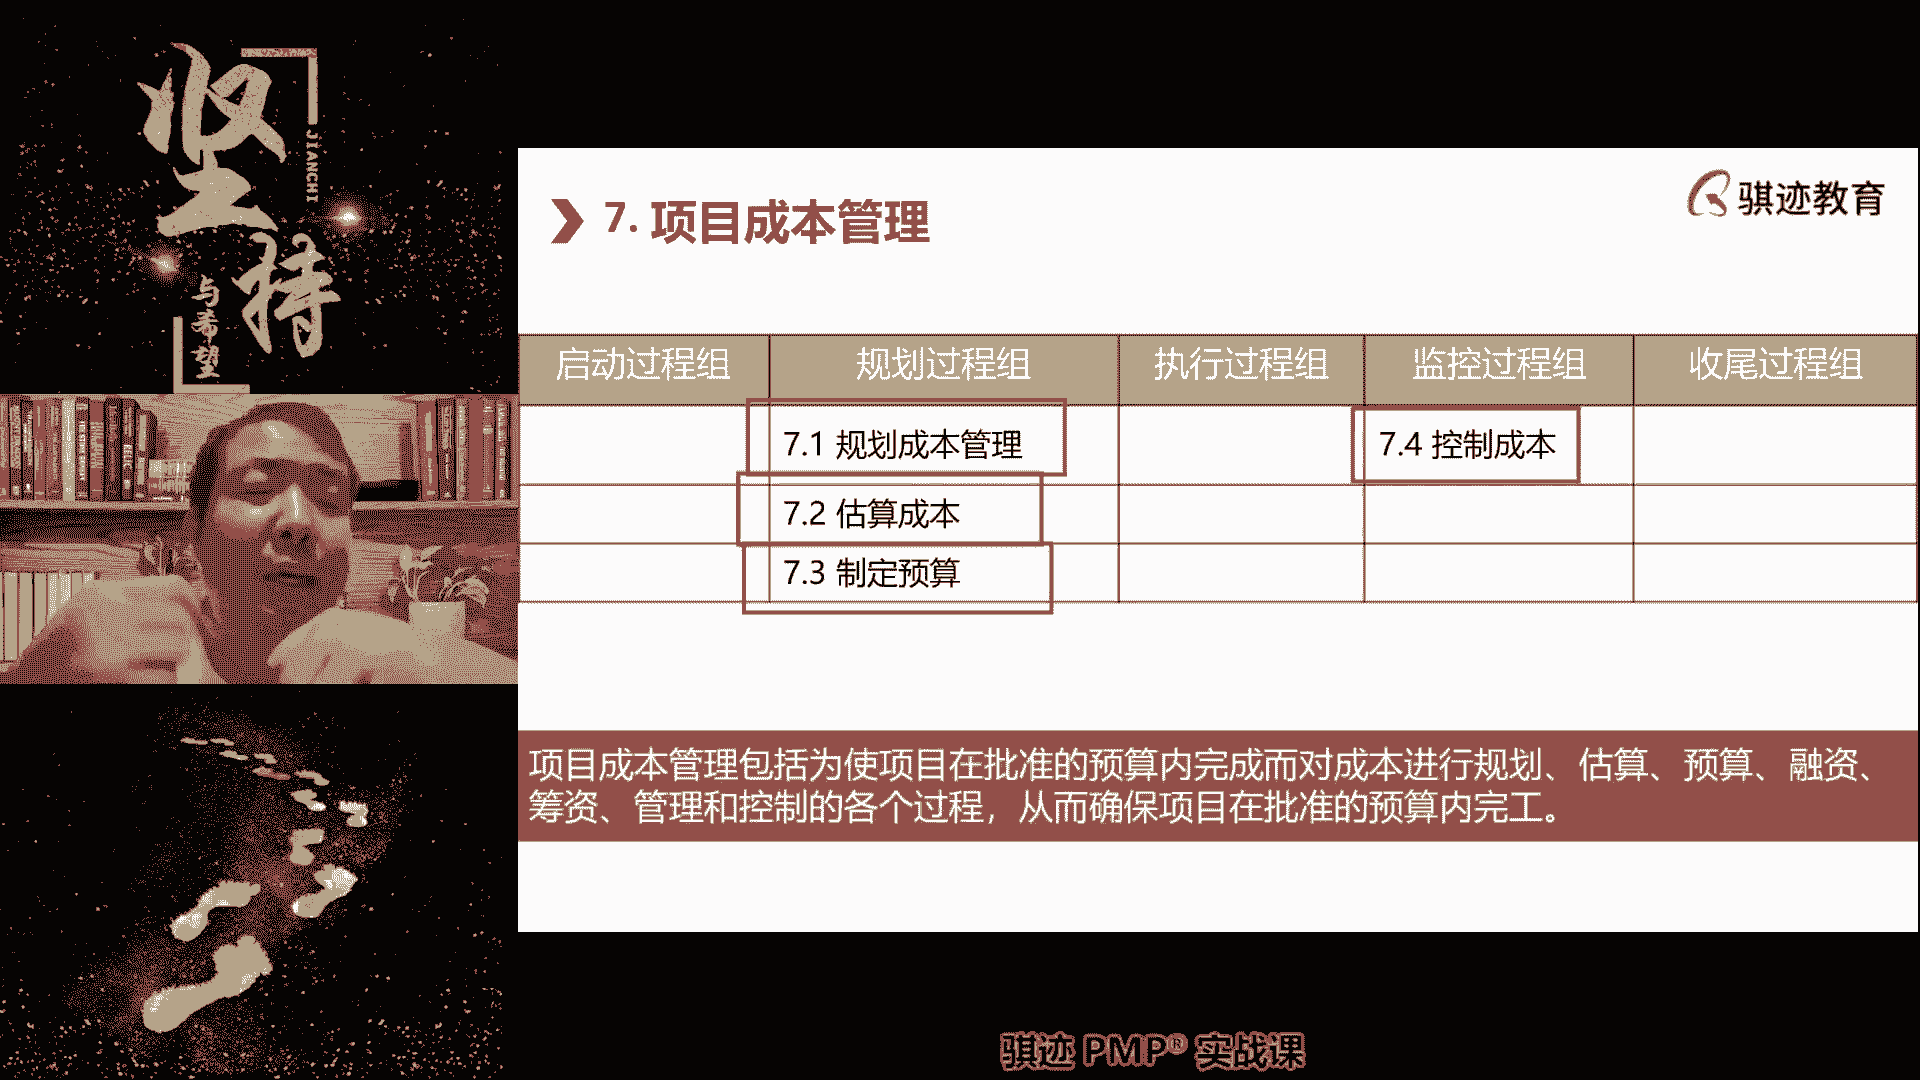 坚持
JIANCHI
与希望
骐迹教育
7. 项目成本管理
启动过程组 规划过程组 执行过程组 监控过程组 收尾过程组
7.1 规划成本管理 7.4 控制成本
7.2 估算成本
7.3 制定预算
项目成本管理包括为使项目在批准的预算内完成而对成本进行规划、估算、预算、融资、
筹资、管理和控制的各个过程，从而确保项目在批准的预算内完工。
骐迹 PMP® 实战课